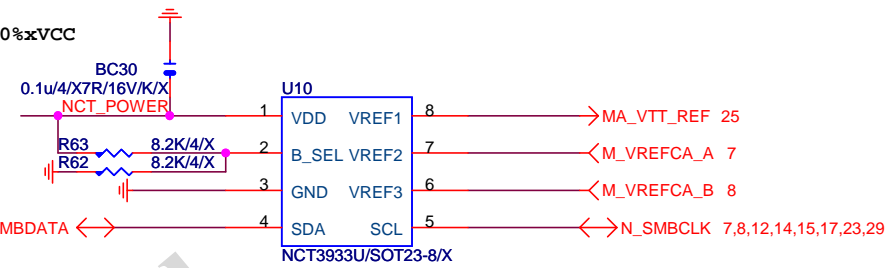 0%xVCC
BC30
0.1u/4/X7R/16V/K/X
NCT_POWER
U10
1 VDD VREF1 8 MA_VTT_REF 25
R63 8.2K/4/X
2 B_SEL VREF2 7 M_VREFCA_A 7
R62 8.2K/4/X
3 GND VREF3 6 M_VREFCA_B 8
MBDATA 4 SDA SCL 5 N_SMBCLK 7,8,12,14,15,17,23,29
NCT3933U/SOT23-8/X